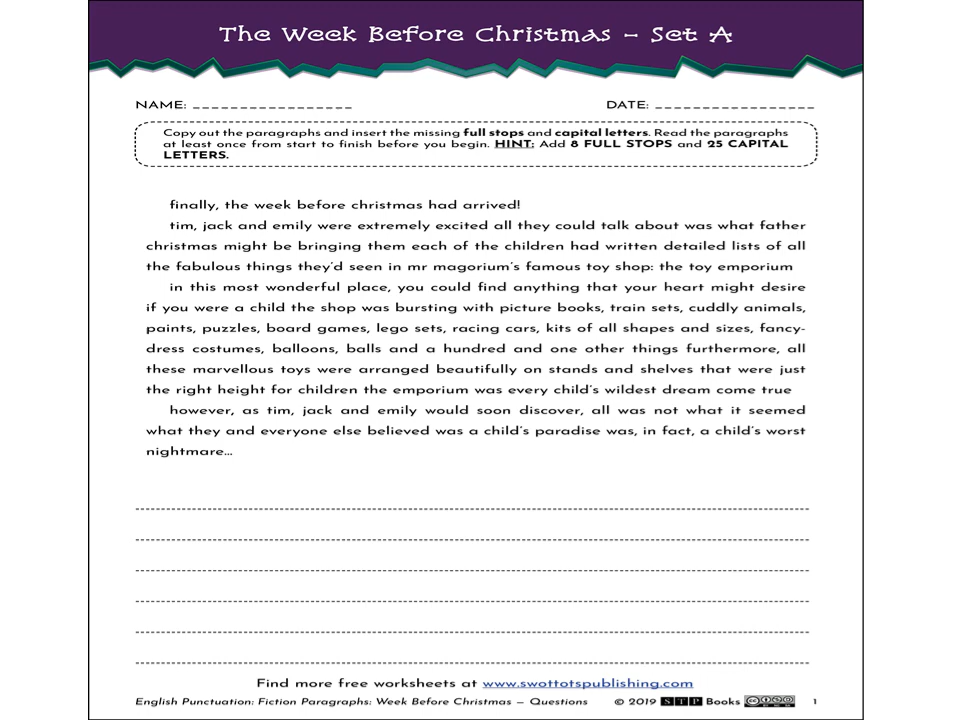 The Week Before Christmas – Set A
NAME: _ _ _ _ _ _ _ _ _ _ _ _ _ _ _ _ _ DATE: _ _ _ _ _ _ _ _ _ _ _ _ _ _ _ _ _
Copy out the paragraphs and insert the missing full stops and capital letters. Read the paragraphs
at least once from start to finish before you begin. HINT: Add 8 FULL STOPS and 25 CAPITAL
LETTERS.
finally, the week before christmas had arrived!
tim, jack and emily were extremely excited all they could talk about was what father
christmas might be bringing them each of the children had written detailed lists of all
the fabulous things they'd seen in mr magorium's famous toy shop: the toy emporium
in this most wonderful place, you could find anything that your heart might desire
if you were a child the shop was bursting with picture books, train sets, cuddly animals,
paints, puzzles, board games, lego sets, racing cars, kits of all shapes and sizes, fancy-
dress costumes, balloons, balls and a hundred and one other things furthermore, all
these marvellous toys were arranged beautifully on stands and shelves that were just
the right height for children the emporium was every child's wildest dream come true
however, as tim, jack and emily would soon discover, all was not what it seemed
what they and everyone else believed was a child's paradise was, in fact, a child's worst
nightmare...
Find more free worksheets at www.swottotspublishing.com
English Punctuation: Fiction Paragraphs: Week Before Christmas – Questions © 2019 STP Books 1